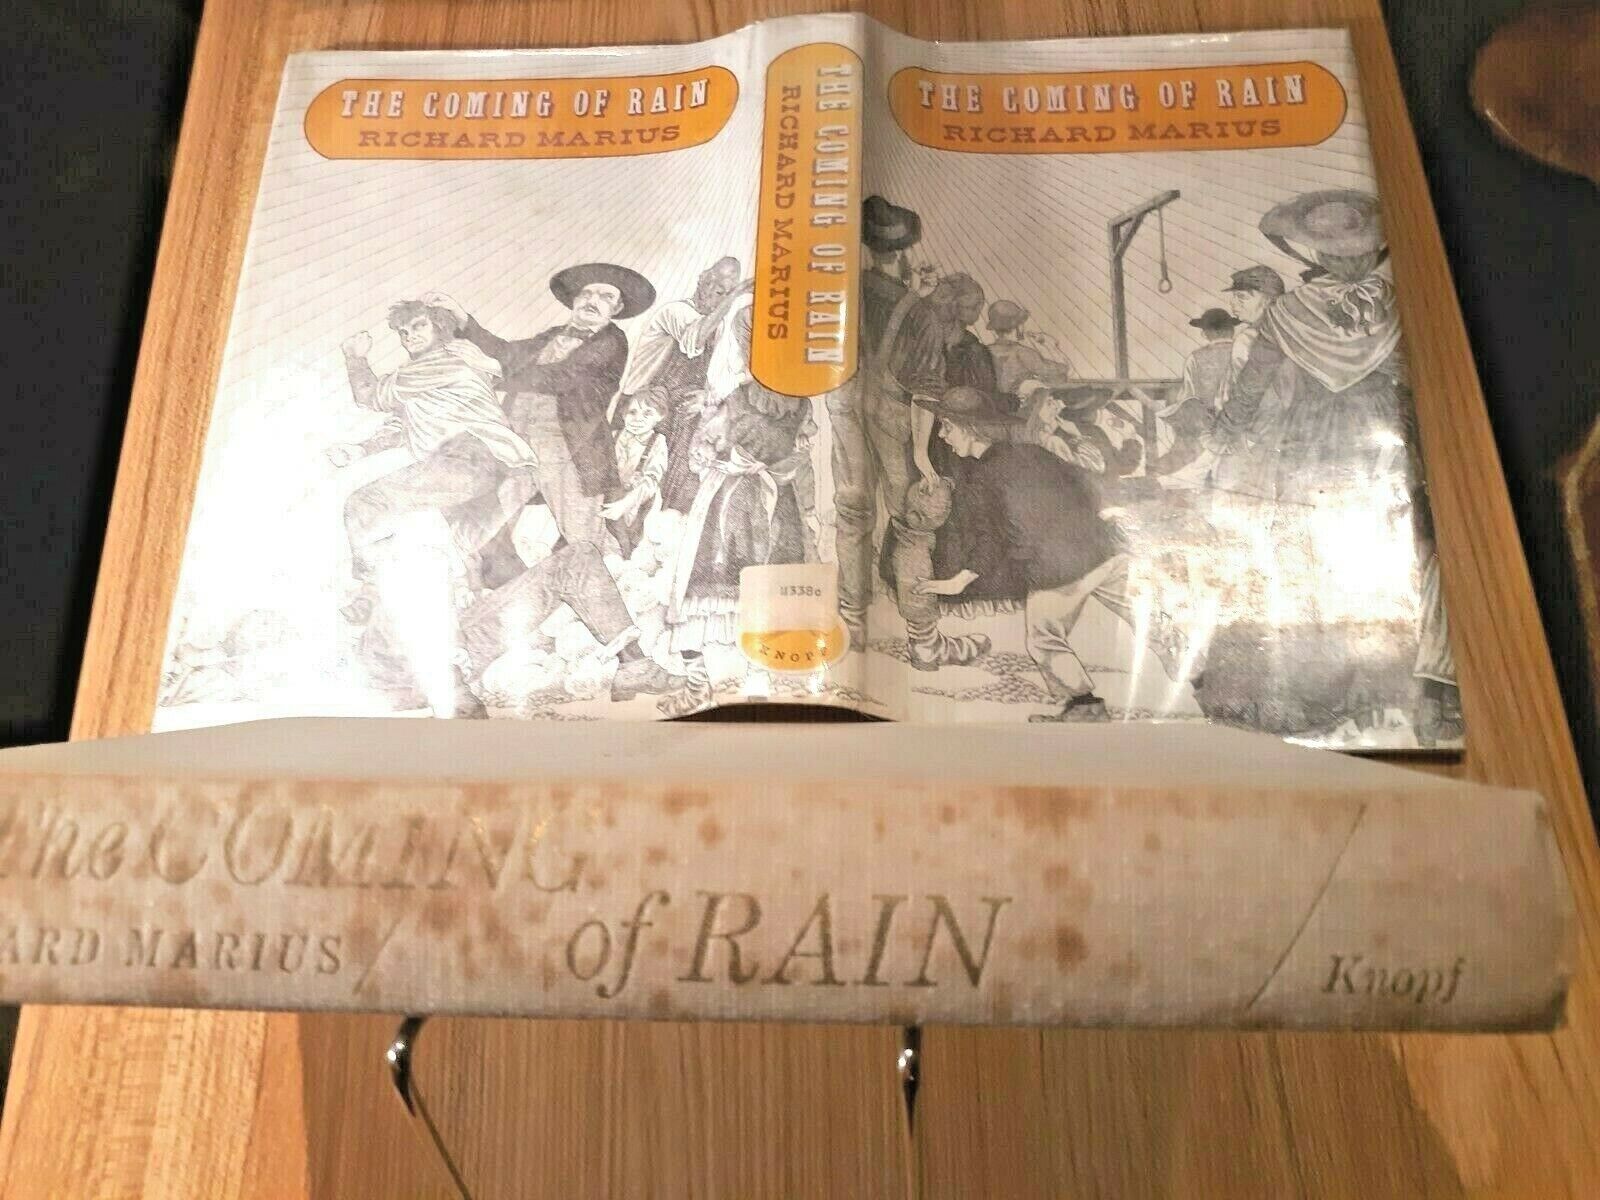 THE COMING OF RAIN
RICHARD MARIUS
THE COMING OF RAIN
RICHARD MARIUS
THE COMING OF RAIN
RICHARD MARIUS
M338c
KNOPF
The COMING
of RAIN
ARD MARIUS /
/ Knopf